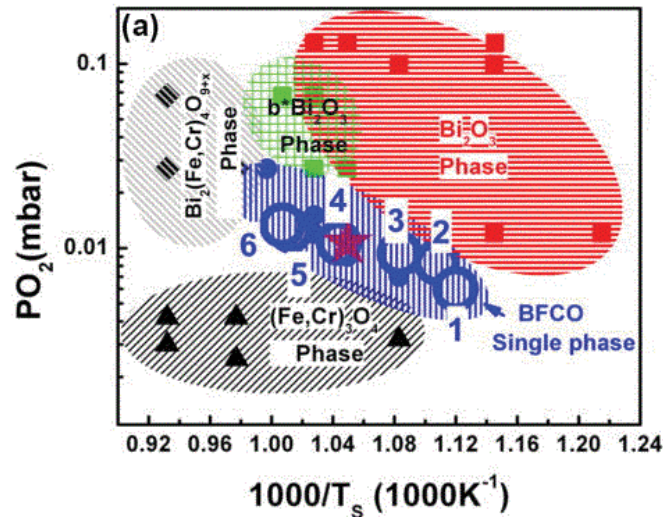 (a)
0.1
0.01
PO₂(mbar)
Bi₂(Fe,Cr)₄O₉₊ₓ
Phase
b*Bi₂O₃
Phase
Bi₂O₃
Phase
4
3
2
6
5
1
(Fe,Cr)₃O₄
Phase
BFCO
Single phase
0.92 0.96 1.00 1.04 1.08 1.12 1.16 1.20 1.24
1000/Tₛ (1000K⁻¹)